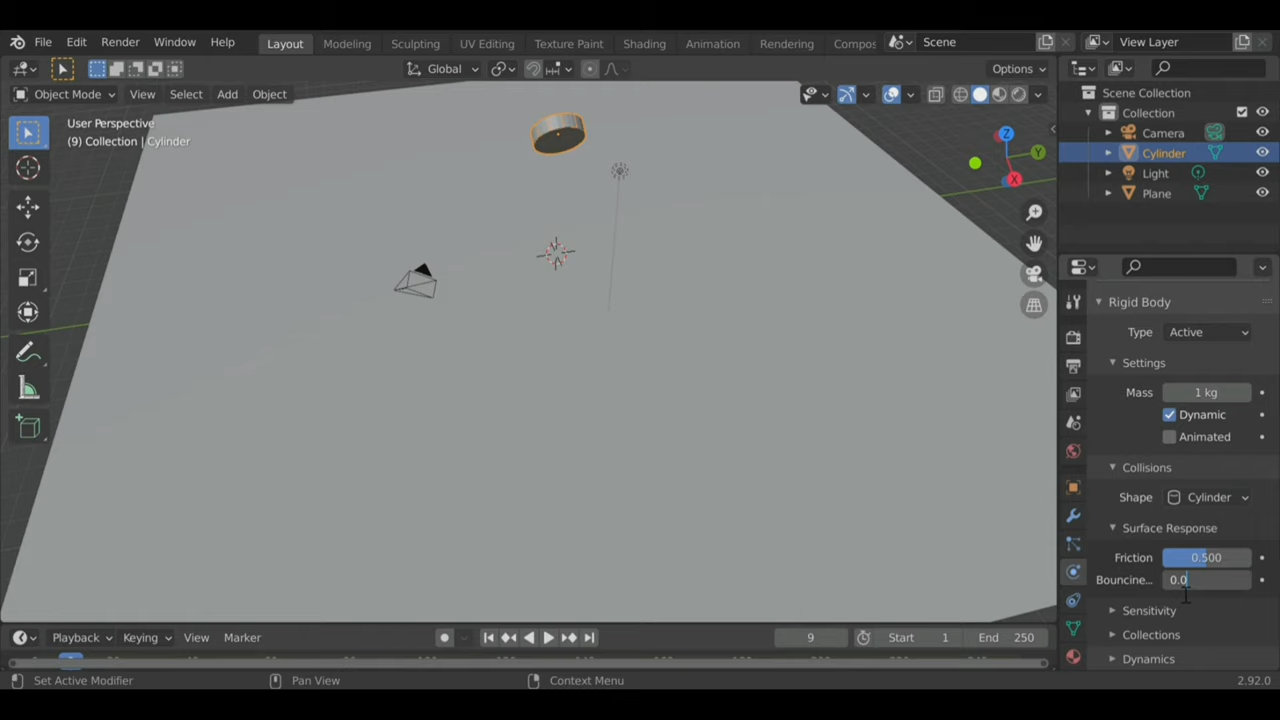 File Edit Render Window Help Layout Modeling Sculpting UV Editing Texture Paint Shading Animation Rendering Compos Scene View Layer
Global Options
Object Mode View Select Add Object
User Perspective
(9) Collection | Cylinder
Z
Y
X
Scene Collection
Collection
Camera
Cylinder
Light
Plane
Rigid Body
Type Active
Settings
Mass 1 kg
Dynamic
Animated
Collisions
Shape Cylinder
Surface Response
Friction 0.500
Bouncine... 0.0
Sensitivity
Collections
Dynamics
Playback Keying View Marker 9 Start 1 End 250
Set Active Modifier Pan View Context Menu 2.92.0